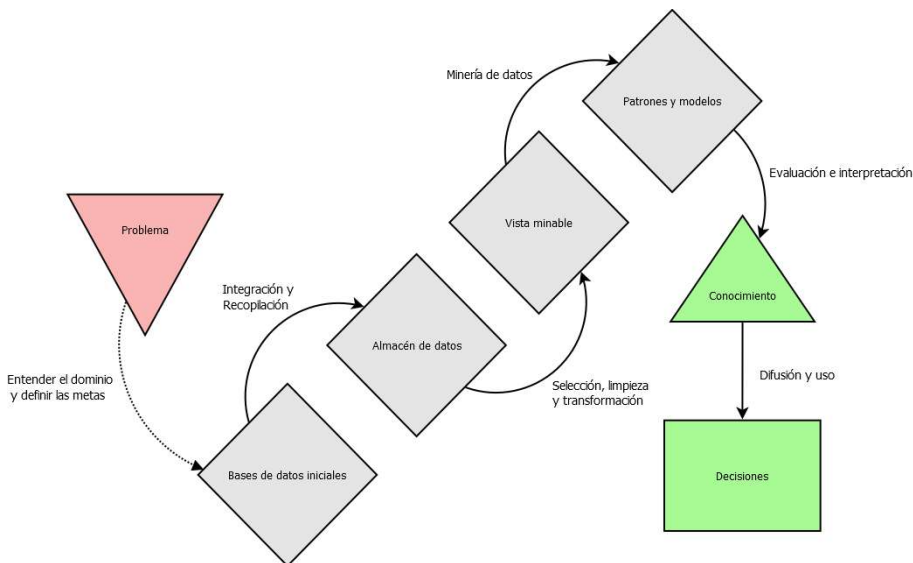 Problema
Entender el dominio
y definir las metas
Bases de datos iniciales
Integración y
Recopilación
Almacén de datos
Selección, limpieza
y transformación
Vista minable
Minería de datos
Patrones y modelos
Evaluación e interpretación
Conocimiento
Difusión y uso
Decisiones